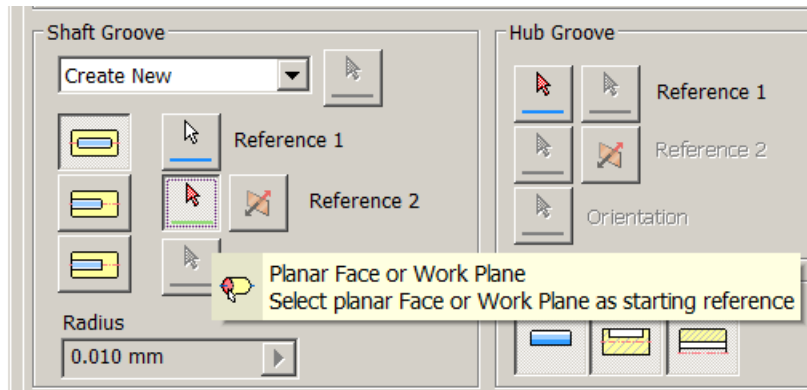 Shaft Groove
Create New
Reference 1
Reference 2
Planar Face or Work Plane
Select planar Face or Work Plane as starting reference
Radius
0.010 mm
Hub Groove
Reference 1
Reference 2
Orientation